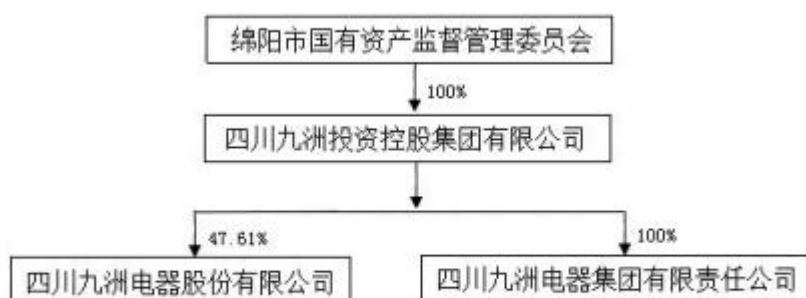 绵阳市国有资产监督管理委员会
100%
四川九洲投资控股集团有限公司
47.61%
100%
四川九洲电器股份有限公司
四川九洲电器集团有限责任公司